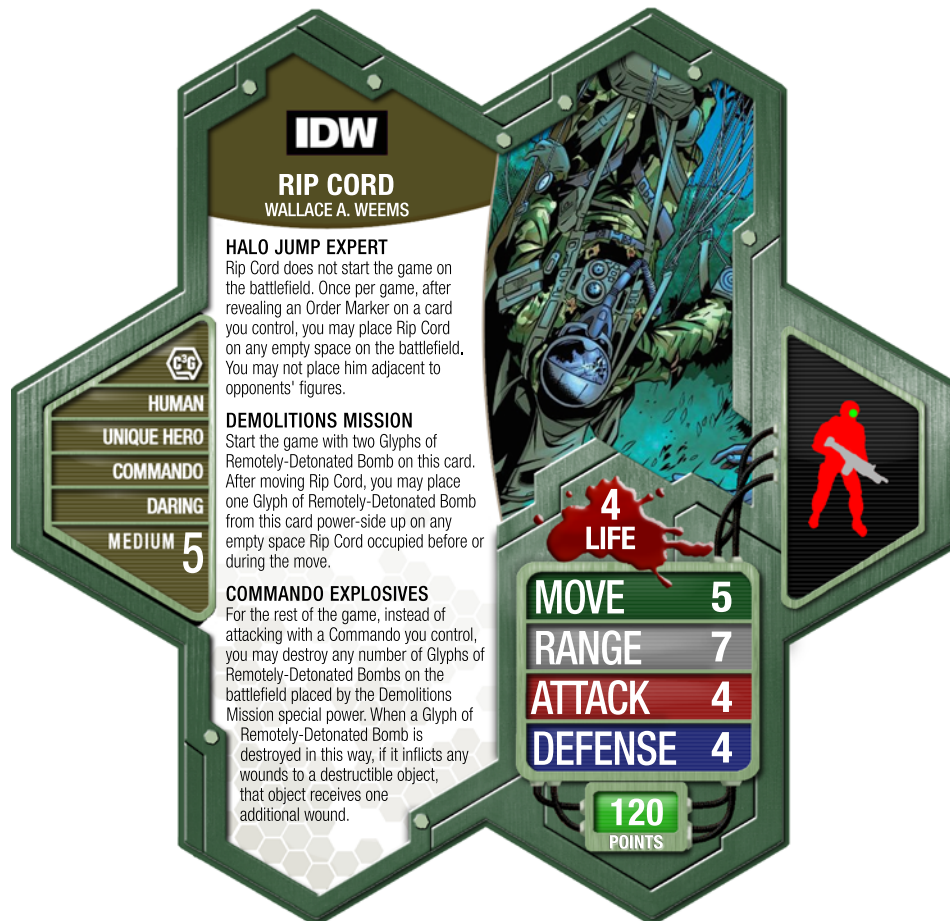 IDW
RIP CORD
WALLACE A. WEEMS
HALO JUMP EXPERT
Rip Cord does not start the game on
the battlefield. Once per game, after
revealing an Order Marker on a card
you control, you may place Rip Cord
on any empty space on the battlefield.
You may not place him adjacent to
opponents' figures.
DEMOLITIONS MISSION
Start the game with two Glyphs of
Remotely-Detonated Bomb on this card.
After moving Rip Cord, you may place
one Glyph of Remotely-Detonated Bomb
from this card power-side up on any
empty space Rip Cord occupied before or
during the move.
COMMANDO EXPLOSIVES
For the rest of the game, instead of
attacking with a Commando you control,
you may destroy any number of Glyphs of
Remotely-Detonated Bombs on the
battlefield placed by the Demolitions
Mission special power. When a Glyph of
Remotely-Detonated Bomb is
destroyed in this way, if it inflicts any
wounds to a destructible object,
that object receives one
additional wound.
C3G
HUMAN
UNIQUE HERO
COMMANDO
DARING
MEDIUM 5
4
LIFE
MOVE 5
RANGE 7
ATTACK 4
DEFENSE 4
120
POINTS